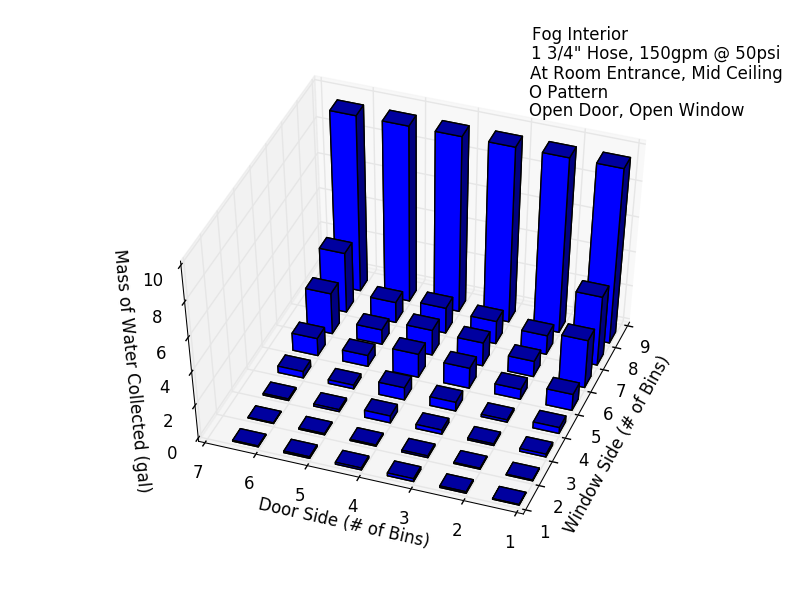 Fog Interior
1 3/4" Hose, 150gpm @ 50psi
At Room Entrance, Mid Ceiling
O Pattern
Open Door, Open Window
Mass of Water Collected (gal)
10
8
6
4
2
0
7
6
5
4
3
2
1
Door Side (# of Bins)
1
2
3
4
5
6
7
8
9
Window Side (# of Bins)